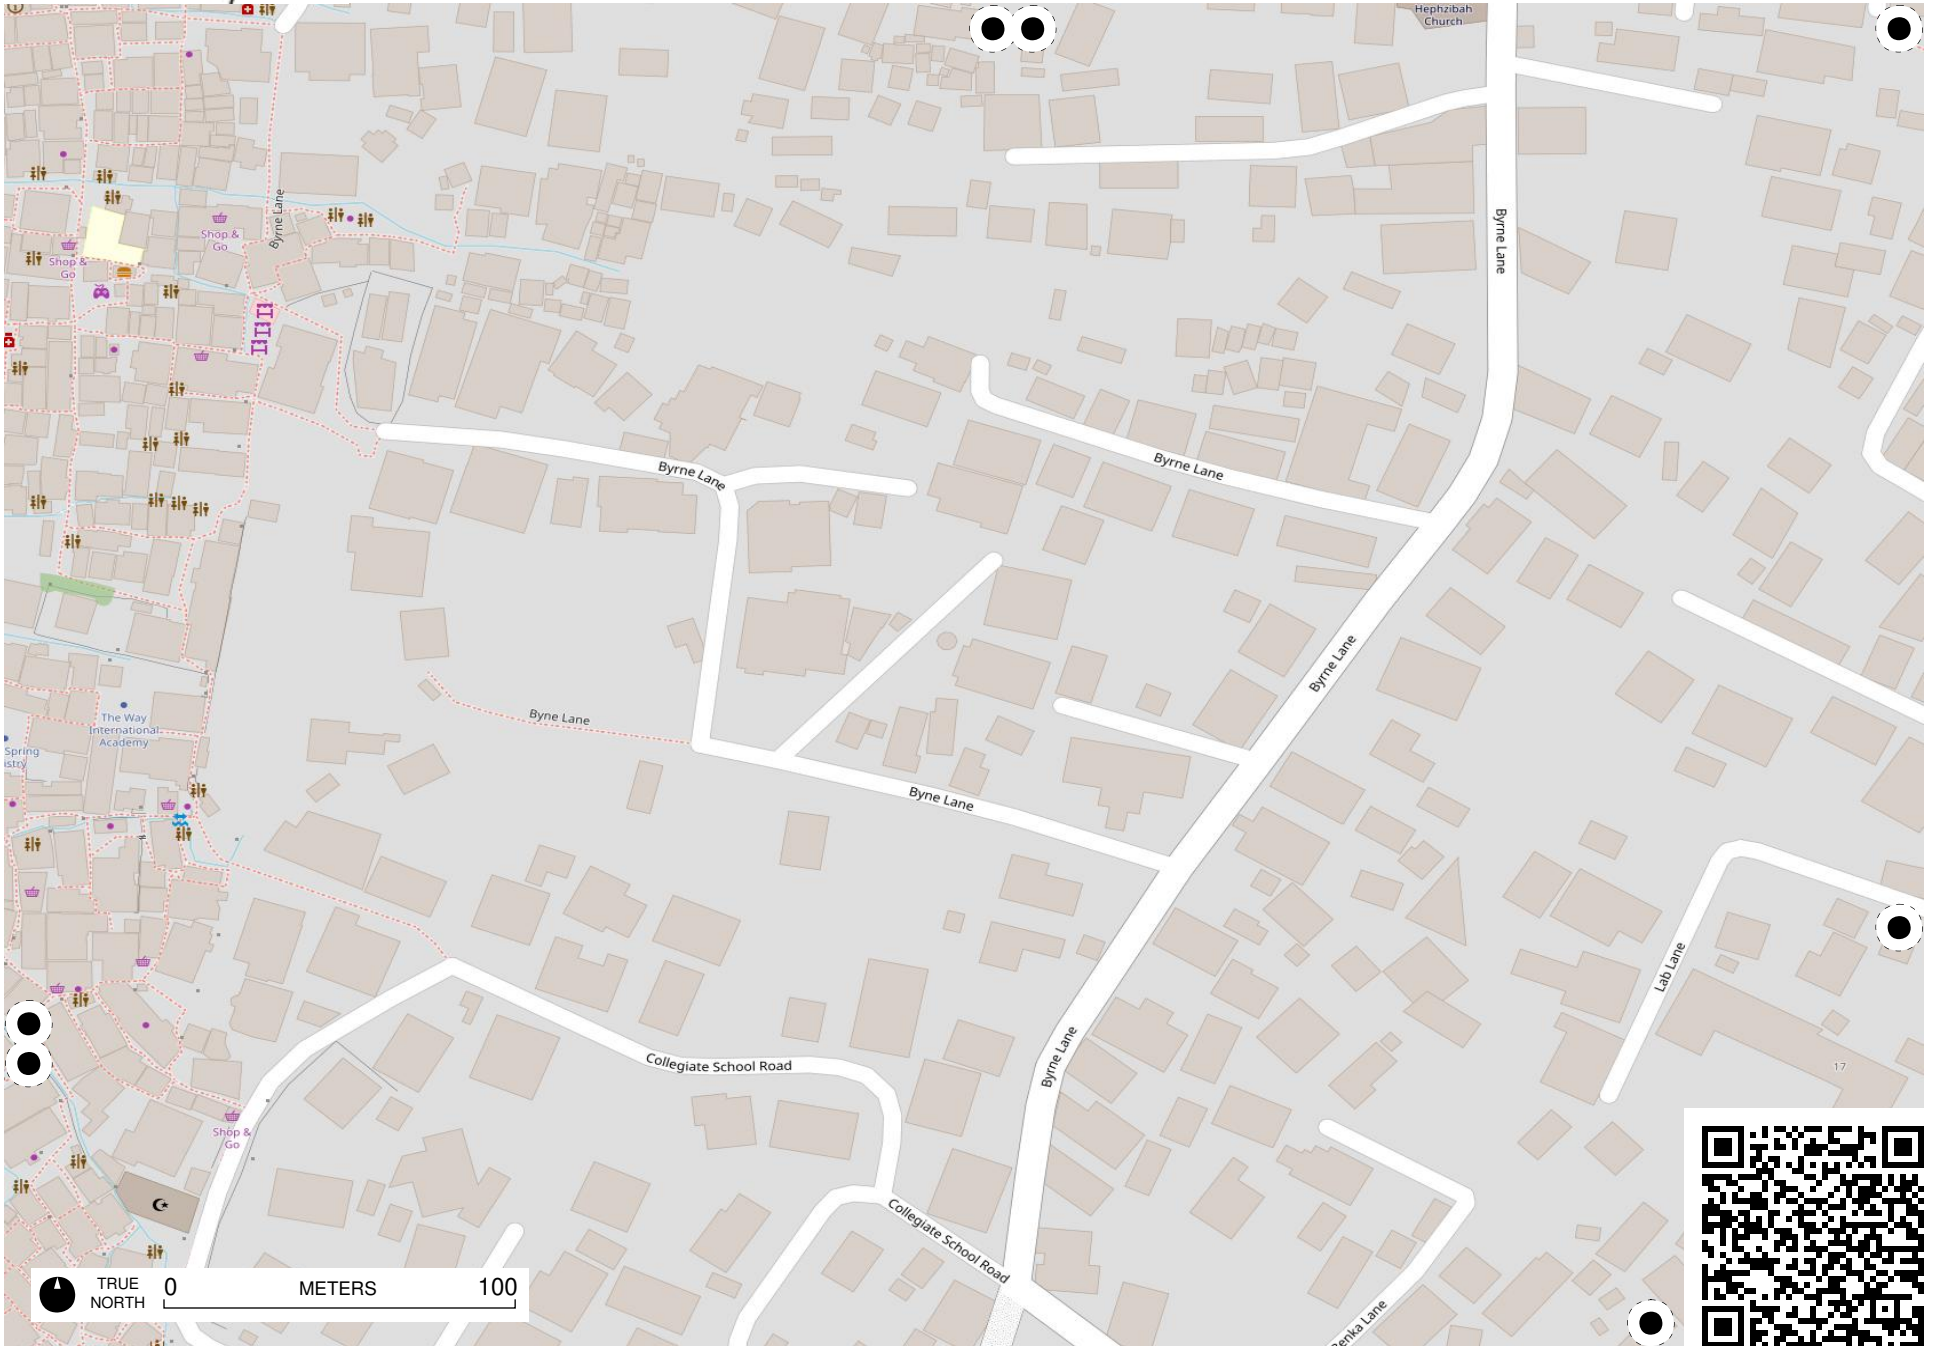 Hephzibah
Church
Byrne Lane
Shop &
Go
Shop &
Go
Byrne Lane
Byrne Lane
Byrne Lane
Byrne Lane
The Way
International
Academy
Spring
Byne Lane
Byne Lane
Lab Lane
Byrne Lane
Collegiate School Road
17
Shop &
Go
Collegiate School Road
TRUE
NORTH
0 METERS 100
enka Lane